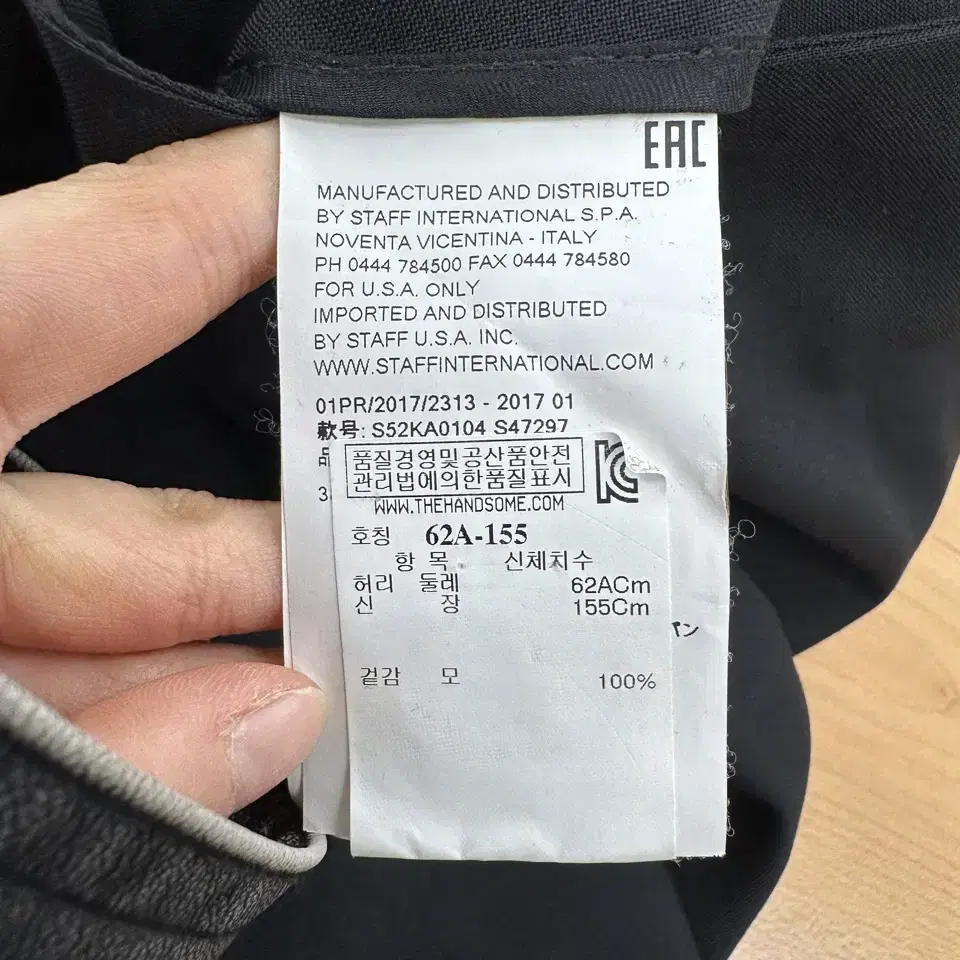 EAC
MANUFACTURED AND DISTRIBUTED
BY STAFF INTERNATIONAL S.P.A.
NOVENTA VICENTINA - ITALY
PH 0444 784500 FAX 0444 784580
FOR U.S.A. ONLY
IMPORTED AND DISTRIBUTED
BY STAFF U.S.A. INC.
WWW.STAFFINTERNATIONAL.COM
01PR/2017/2313 - 2017 01
款号: S52KA0104 S47297
品질경영및공산품안전
관리법에의한품질표시
WWW.THEHANDSOME.COM
호칭 62A-155
항 목 신체치수
허리 둘레 62ACm
신 장 155Cm
パン
겉감 모 100%